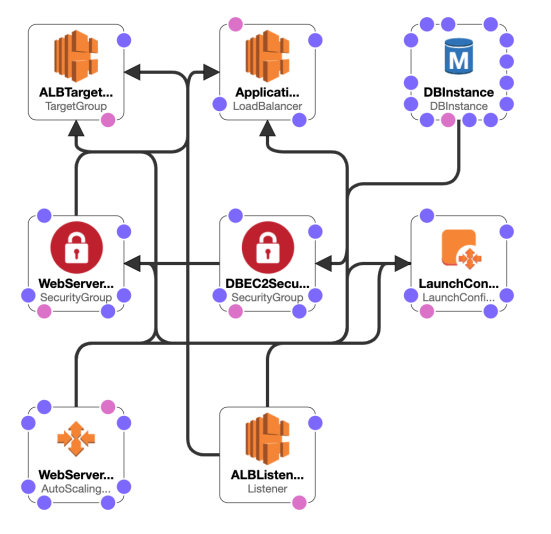 ALBTarget...
TargetGroup
Applicati...
LoadBalancer
M
DBInstance
DBInstance
WebServer...
SecurityGroup
DBEC2Secu...
SecurityGroup
LaunchCon...
LaunchConfi...
WebServer...
AutoScaling...
ALBListen...
Listener